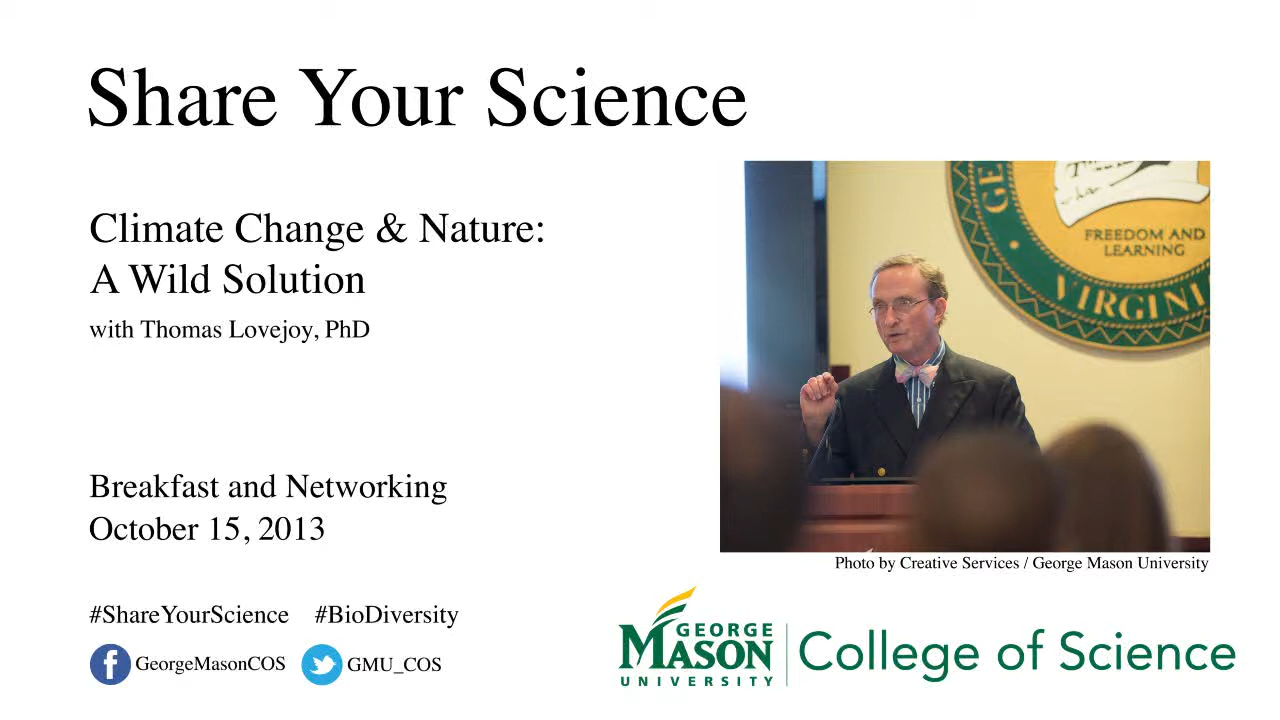 Share Your Science
Climate Change & Nature:
A Wild Solution
with Thomas Lovejoy, PhD
FREEDOM AND
LEARNING
VIRGINI
GE
Breakfast and Networking
October 15, 2013
Photo by Creative Services / George Mason University
#ShareYourScience #BioDiversity
GeorgeMasonCOS GMU_COS
GEORGE
MASON
UNIVERSITY
College of Science